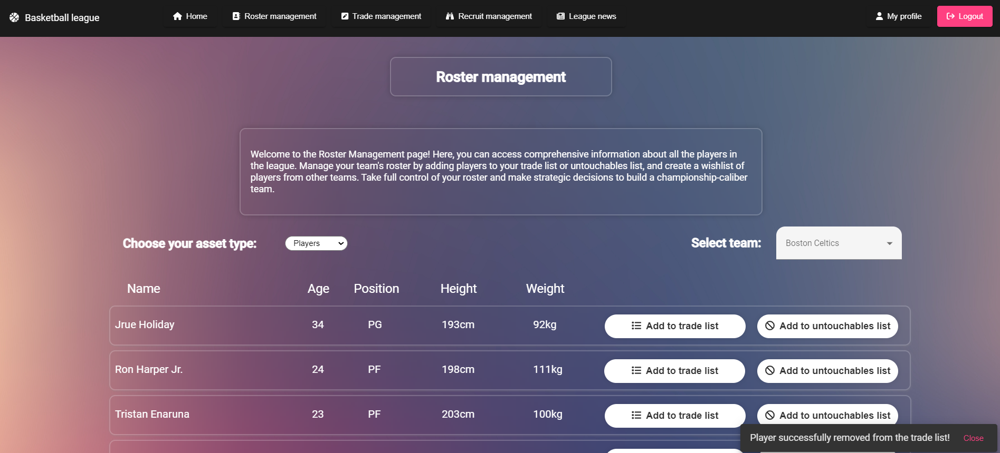 Basketball league
Home
Roster management
Trade management
Recruit management
League news
My profile
Logout
Roster management
Welcome to the Roster Management page! Here, you can access comprehensive information about all the players in
the league. Manage your team's roster by adding players to your trade list or untouchables list, and create a wishlist of
players from other teams. Take full control of your roster and make strategic decisions to build a championship-caliber
team.
Choose your asset type:
Players
Select team:
Boston Celtics
Name Age Position Height Weight
Jrue Holiday 34 PG 193cm 92kg Add to trade list Add to untouchables list
Ron Harper Jr. 24 PF 198cm 111kg Add to trade list Add to untouchables list
Tristan Enaruna 23 PF 203cm 100kg Add to trade list Add to untouchables list
Player successfully removed from the trade list! Close